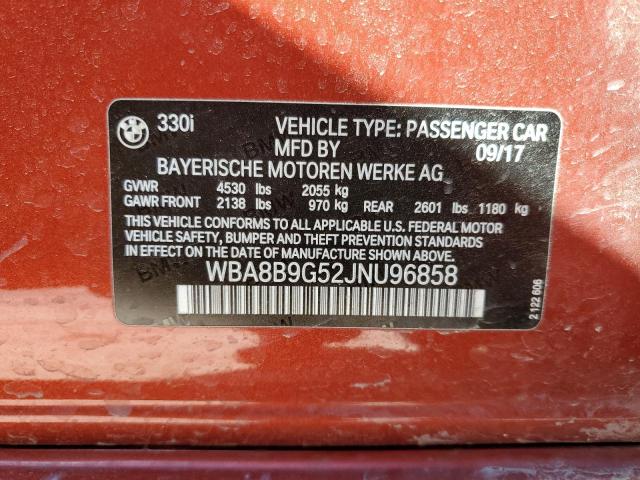 330i VEHICLE TYPE: PASSENGER CAR
MFD BY 09/17
BAYERISCHE MOTOREN WERKE AG
GVWR 4530 lbs 2055 kg
GAWR FRONT 2138 lbs 970 kg REAR 2601 lbs 1180 kg
THIS VEHICLE CONFORMS TO ALL APPLICABLE U.S. FEDERAL MOTOR
VEHICLE SAFETY, BUMPER AND THEFT PREVENTION STANDARDS
IN EFFECT ON THE DATE OF MANUFACTURE SHOWN ABOVE.
WBA8B9G52JNU96858
2 122 606